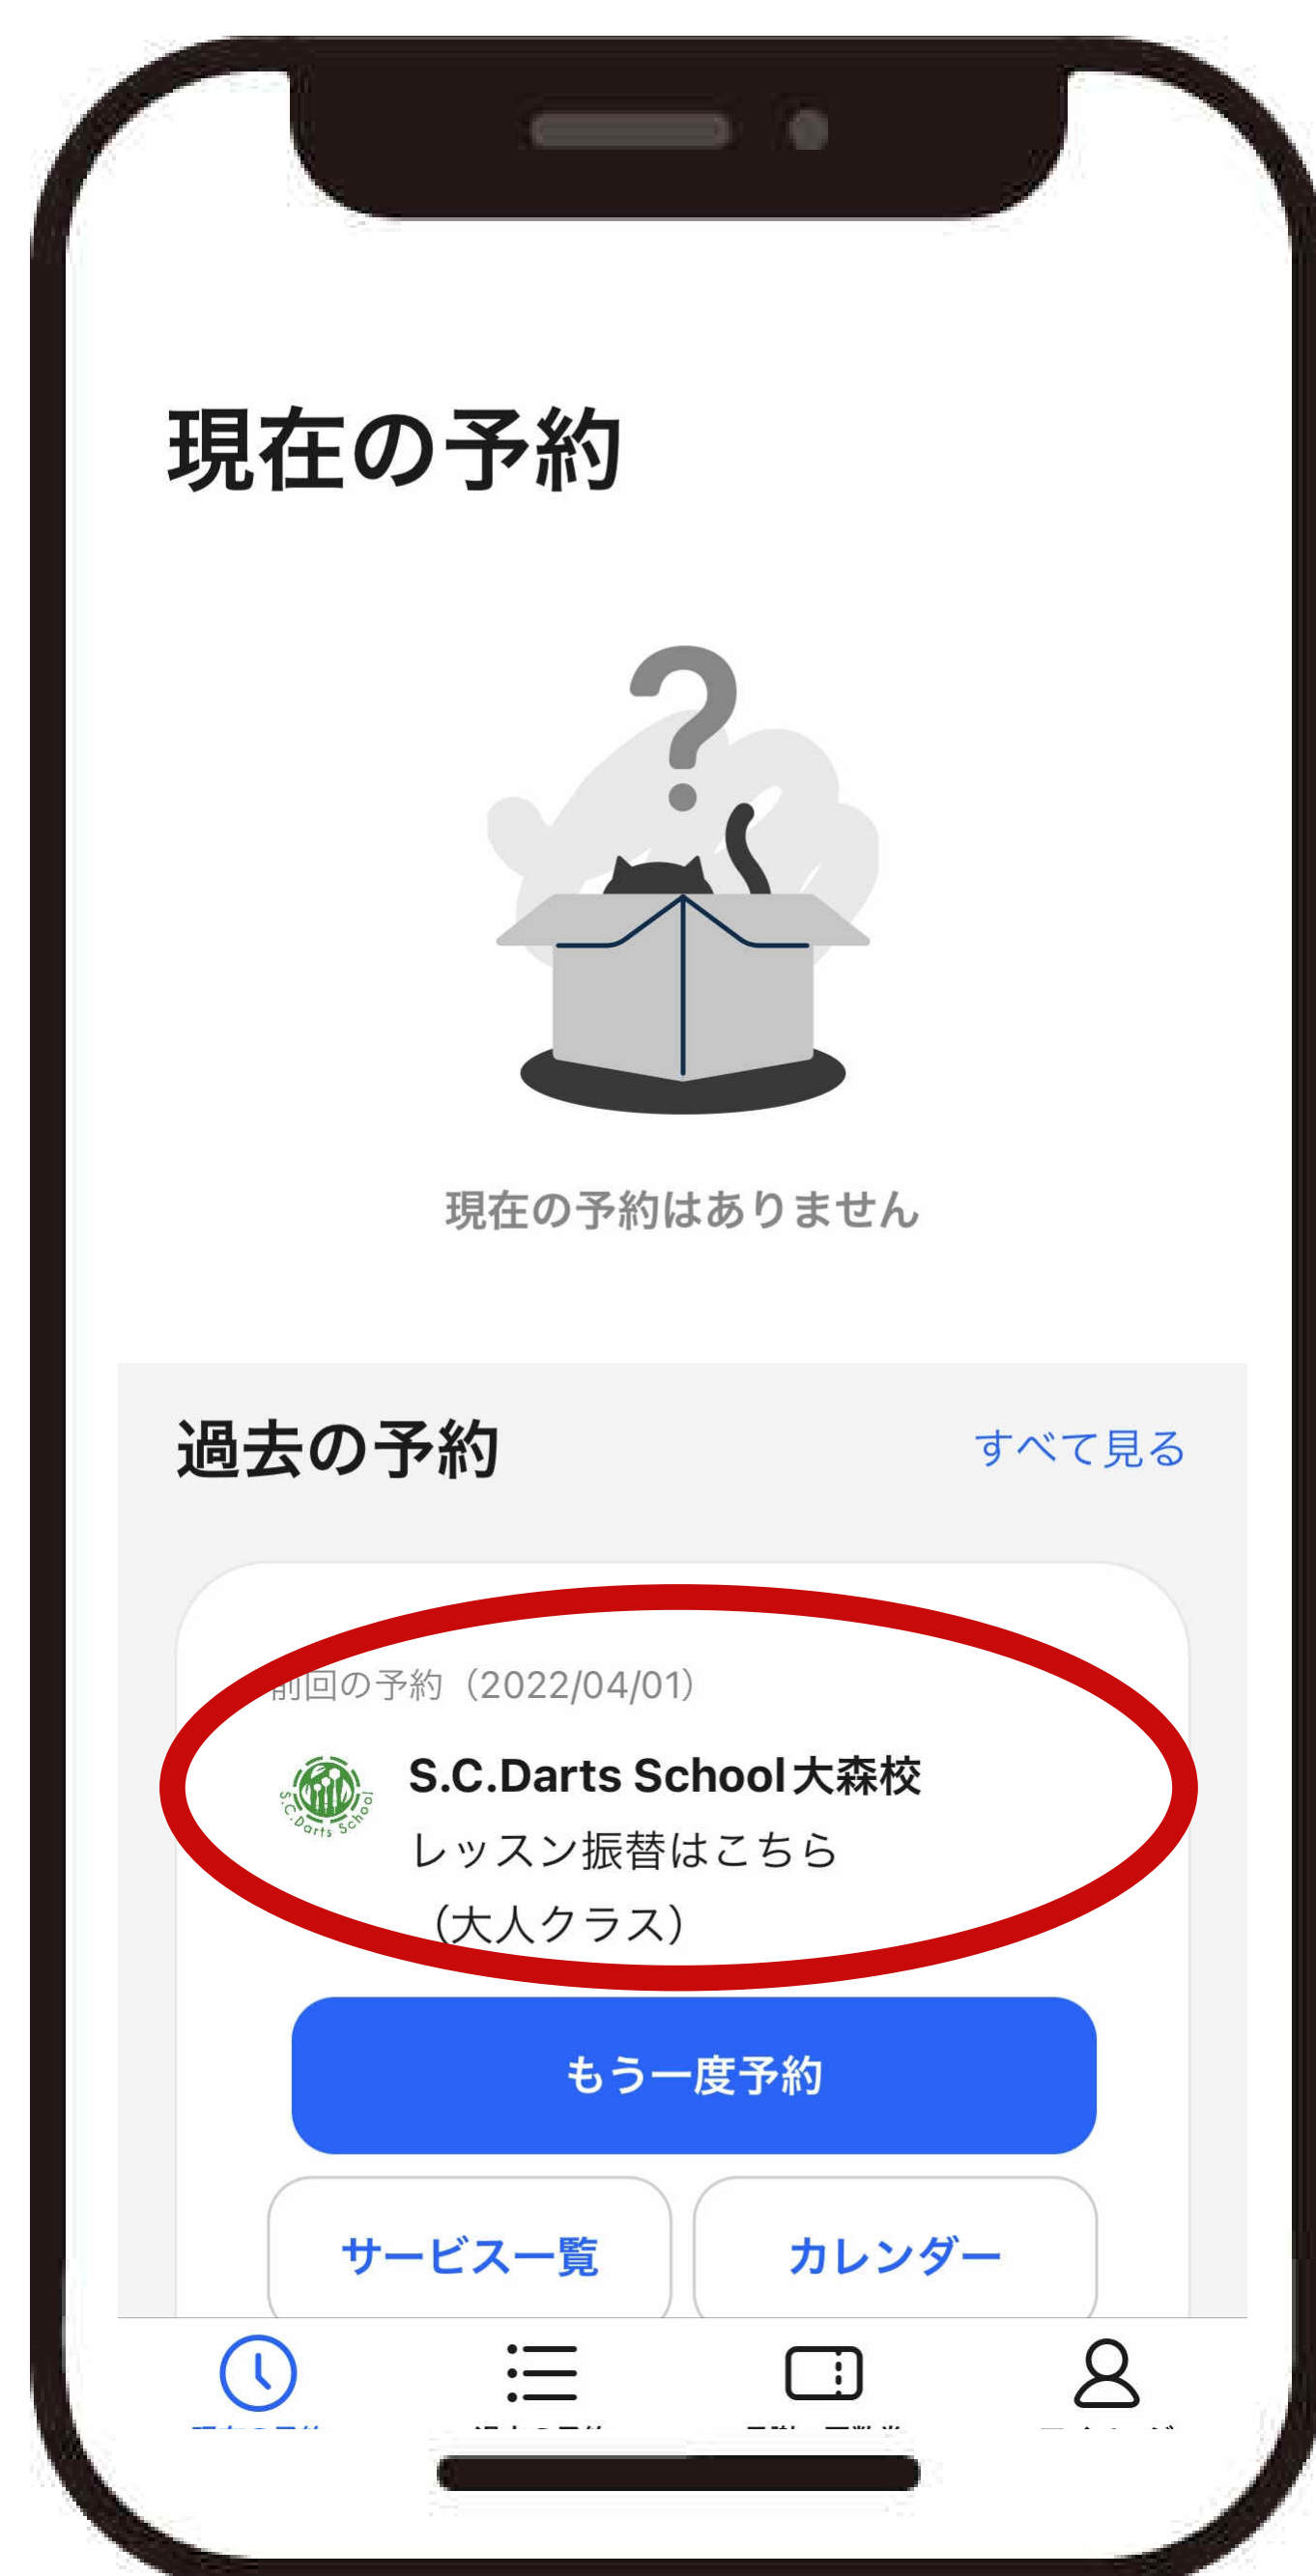 現在の予約
?
現在の予約はありません
過去の予約
すべて見る
前回の予約（2022/04/01）
S.C.Darts School
S.C.Darts School大森校
レッスン振替はこちら
（大人クラス）
もう一度予約
サービス一覧
カレンダー